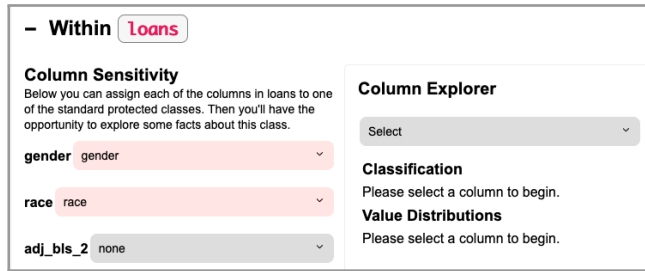 – Within loans
Column Sensitivity
Below you can assign each of the columns in loans to one
of the standard protected classes. Then you'll have the
opportunity to explore some facts about this class.
gender gender
race race
adj_bls_2 none
Column Explorer
Select
Classification
Please select a column to begin.
Value Distributions
Please select a column to begin.